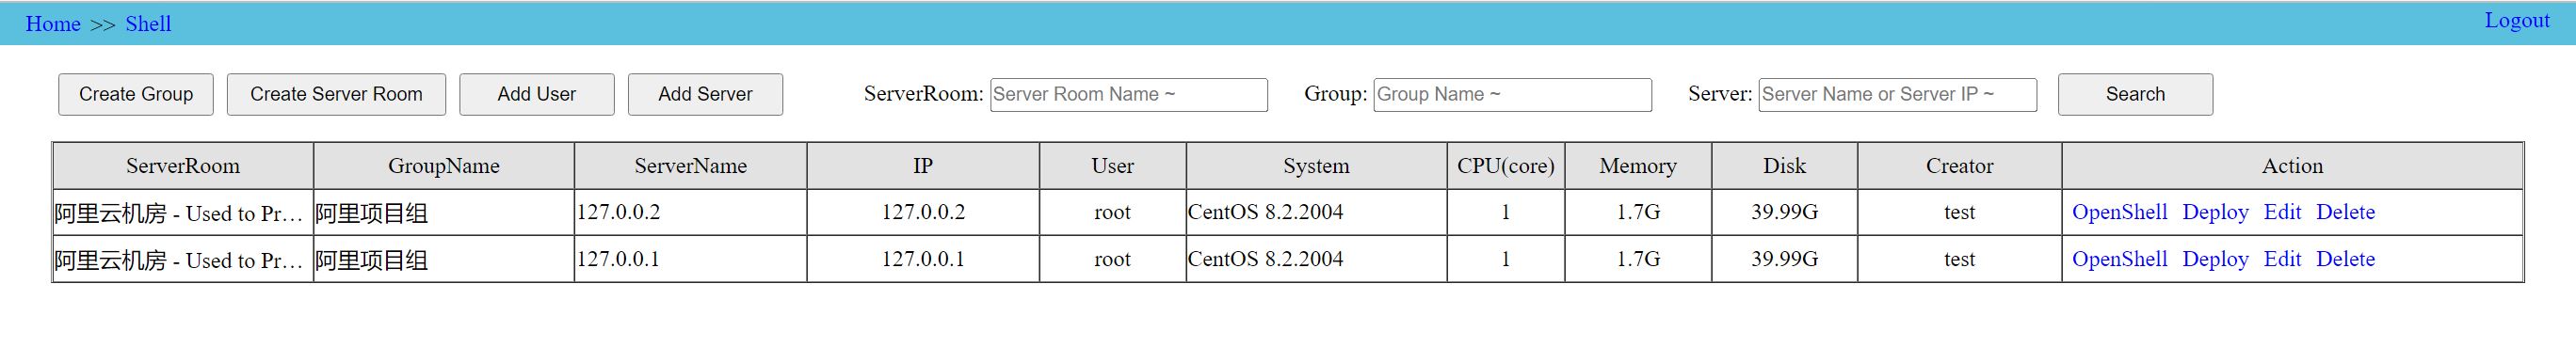 Home >> Shell Logout
Create Group Create Server Room Add User Add Server ServerRoom: Server Room Name ~ Group: Group Name ~ Server: Server Name or Server IP ~ Search
ServerRoom GroupName ServerName IP User System CPU(core) Memory Disk Creator Action
阿里云机房 - Used to Pr… 阿里项目组 127.0.0.2 127.0.0.2 root CentOS 8.2.2004 1 1.7G 39.99G test OpenShell Deploy Edit Delete
阿里云机房 - Used to Pr… 阿里项目组 127.0.0.1 127.0.0.1 root CentOS 8.2.2004 1 1.7G 39.99G test OpenShell Deploy Edit Delete